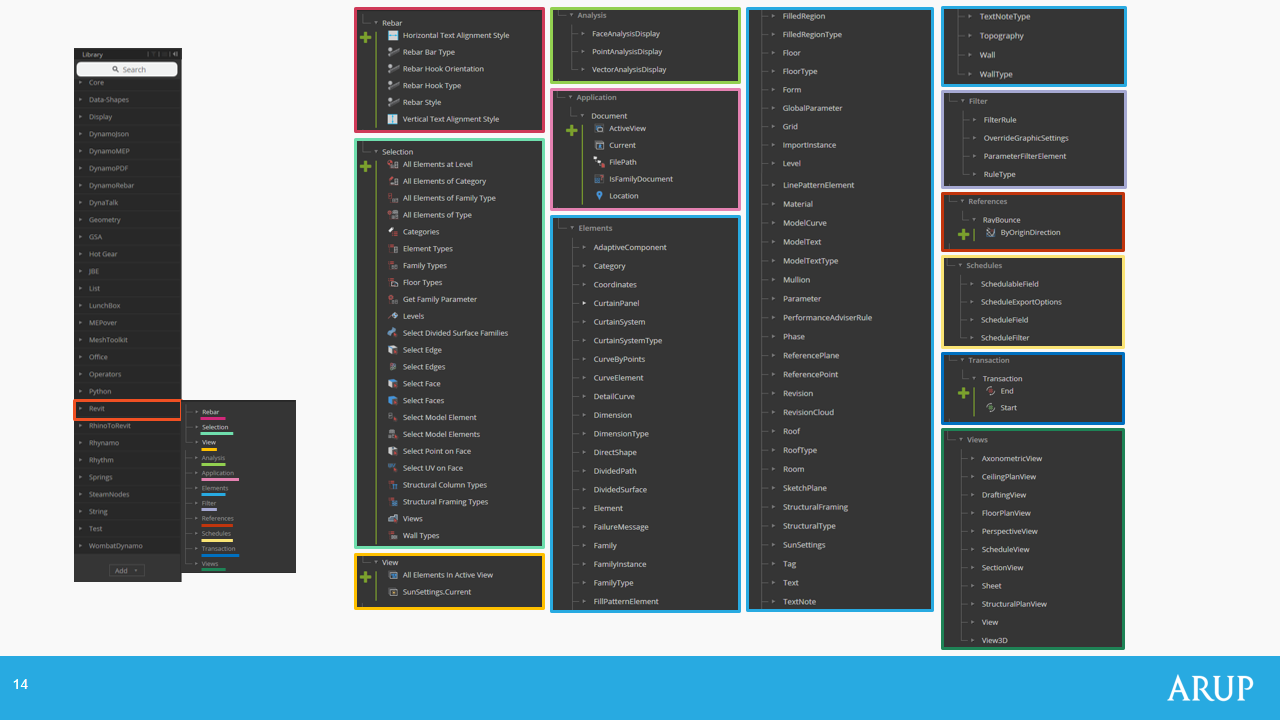 Library
Search
Core
Data-Shapes
Display
DynamoJson
DynamoMEP
DynamoPDF
DynamoRebar
DynaTalk
Geometry
GSA
Hot Gear
JBE
List
LunchBox
MEPover
MeshToolkit
Office
Operators
Python
Revit
RhinoToRevit
Rhynamo
Rhythm
Springs
SteamNodes
String
Test
WombatDynamo
Add
Rebar
Selection
View
Analysis
Application
Elements
Filter
References
Schedules
Transaction
Views
Rebar
Horizontal Text Alignment Style
Rebar Bar Type
Rebar Hook Orientation
Rebar Hook Type
Rebar Style
Vertical Text Alignment Style
Selection
All Elements at Level
All Elements of Category
All Elements of Family Type
All Elements of Type
Categories
Element Types
Family Types
Floor Types
Get Family Parameter
Levels
Select Divided Surface Families
Select Edge
Select Edges
Select Face
Select Faces
Select Model Element
Select Model Elements
Select Point on Face
Select UV on Face
Structural Column Types
Structural Framing Types
Views
Wall Types
View
All Elements In Active View
SunSettings.Current
Analysis
FaceAnalysisDisplay
PointAnalysisDisplay
VectorAnalysisDisplay
Application
Document
ActiveView
Current
FilePath
IsFamilyDocument
Location
Elements
AdaptiveComponent
Category
Coordinates
CurtainPanel
CurtainSystem
CurtainSystemType
CurveByPoints
CurveElement
DetailCurve
Dimension
DimensionType
DirectShape
DividedPath
DividedSurface
Element
FailureMessage
Family
FamilyInstance
FamilyType
FillPatternElement
FilledRegion
FilledRegionType
Floor
FloorType
Form
GlobalParameter
Grid
ImportInstance
Level
LinePatternElement
Material
ModelCurve
ModelText
ModelTextType
Mullion
Parameter
PerformanceAdviserRule
Phase
ReferencePlane
ReferencePoint
Revision
RevisionCloud
Roof
RoofType
Room
SketchPlane
StructuralFraming
StructuralType
SunSettings
Tag
Text
TextNote
TextNoteType
Topography
Wall
WallType
Filter
FilterRule
OverrideGraphicSettings
ParameterFilterElement
RuleType
References
RayBounce
ByOriginDirection
Schedules
SchedulableField
ScheduleExportOptions
ScheduleField
ScheduleFilter
Transaction
Transaction
End
Start
Views
AxonometricView
CeilingPlanView
DraftingView
FloorPlanView
PerspectiveView
ScheduleView
SectionView
Sheet
StructuralPlanView
View
View3D
14
ARUP